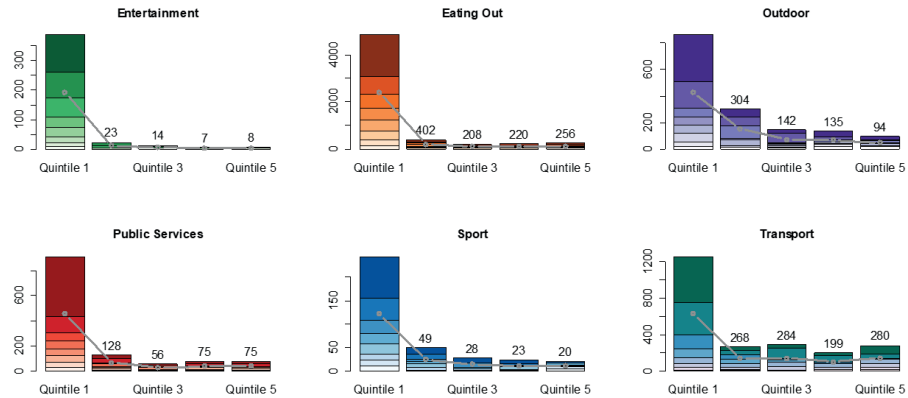 Entertainment
0 100 200 300
23 14 7 8
Quintile 1 Quintile 3 Quintile 5
Eating Out
0 2000 4000
402 208 220 256
Quintile 1 Quintile 3 Quintile 5
Outdoor
0 200 800
304 142 135 94
Quintile 1 Quintile 3 Quintile 5
Public Services
0 200 800
128 56 75 75
Quintile 1 Quintile 3 Quintile 5
Sport
0 50 150
49 28 23 20
Quintile 1 Quintile 3 Quintile 5
Transport
0 400 800 1200
268 284 199 280
Quintile 1 Quintile 3 Quintile 5